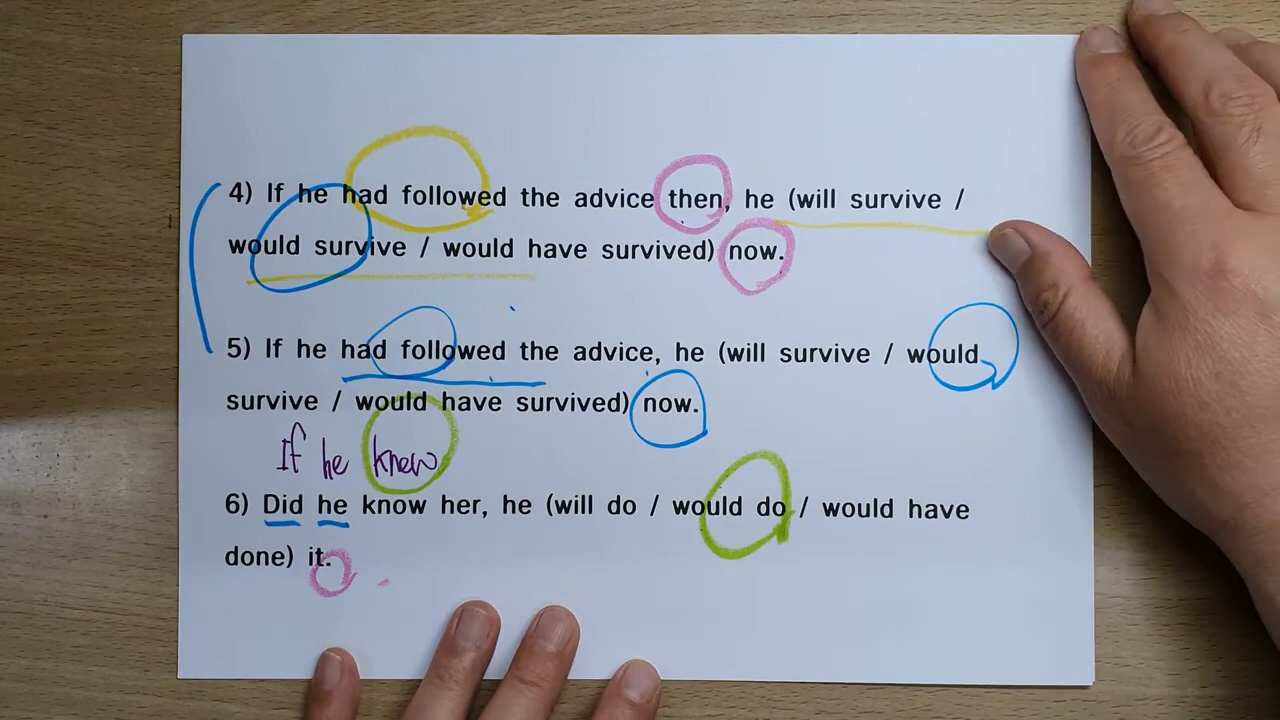 4) If he had followed the advice then, he (will survive /
would survive / would have survived) now.
5) If he had followed the advice, he (will survive / would
survive / would have survived) now.
If he knew
6) Did he know her, he (will do / would do / would have
done) it.